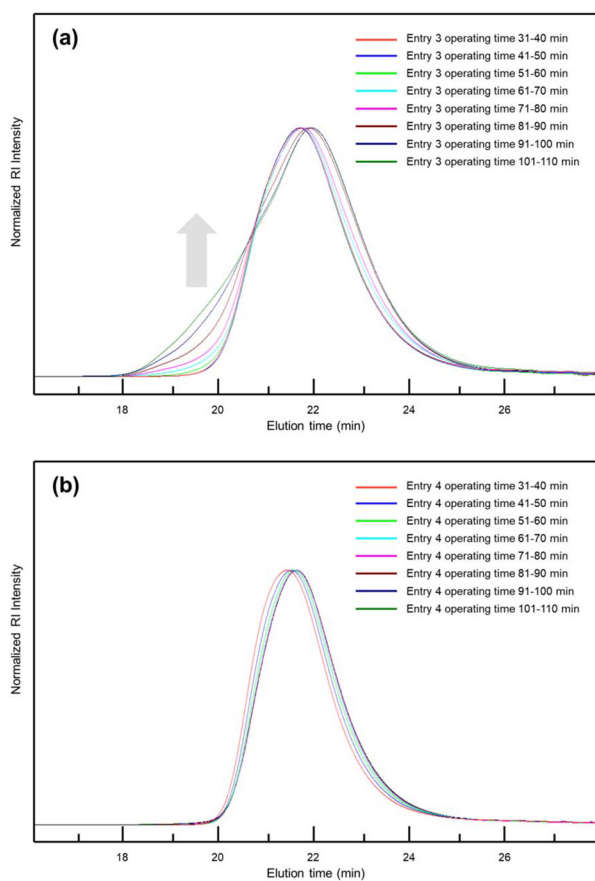 (a)
Entry 3 operating time 31-40 min
Entry 3 operating time 41-50 min
Entry 3 operating time 51-60 min
Entry 3 operating time 61-70 min
Entry 3 operating time 71-80 min
Entry 3 operating time 81-90 min
Entry 3 operating time 91-100 min
Entry 3 operating time 101-110 min
Normalized RI Intensity
18 20 22 24 26
Elution time (min)
(b)
Entry 4 operating time 31-40 min
Entry 4 operating time 41-50 min
Entry 4 operating time 51-60 min
Entry 4 operating time 61-70 min
Entry 4 operating time 71-80 min
Entry 4 operating time 81-90 min
Entry 4 operating time 91-100 min
Entry 4 operating time 101-110 min
Normalized RI Intensity
18 20 22 24 26
Elution time (min)